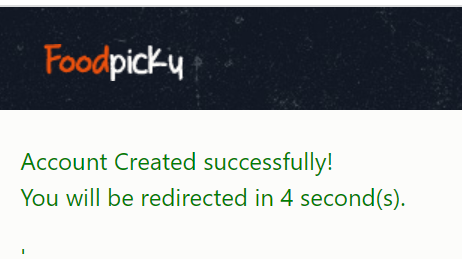 Foodpicky
Account Created successfully!
You will be redirected in 4 second(s).